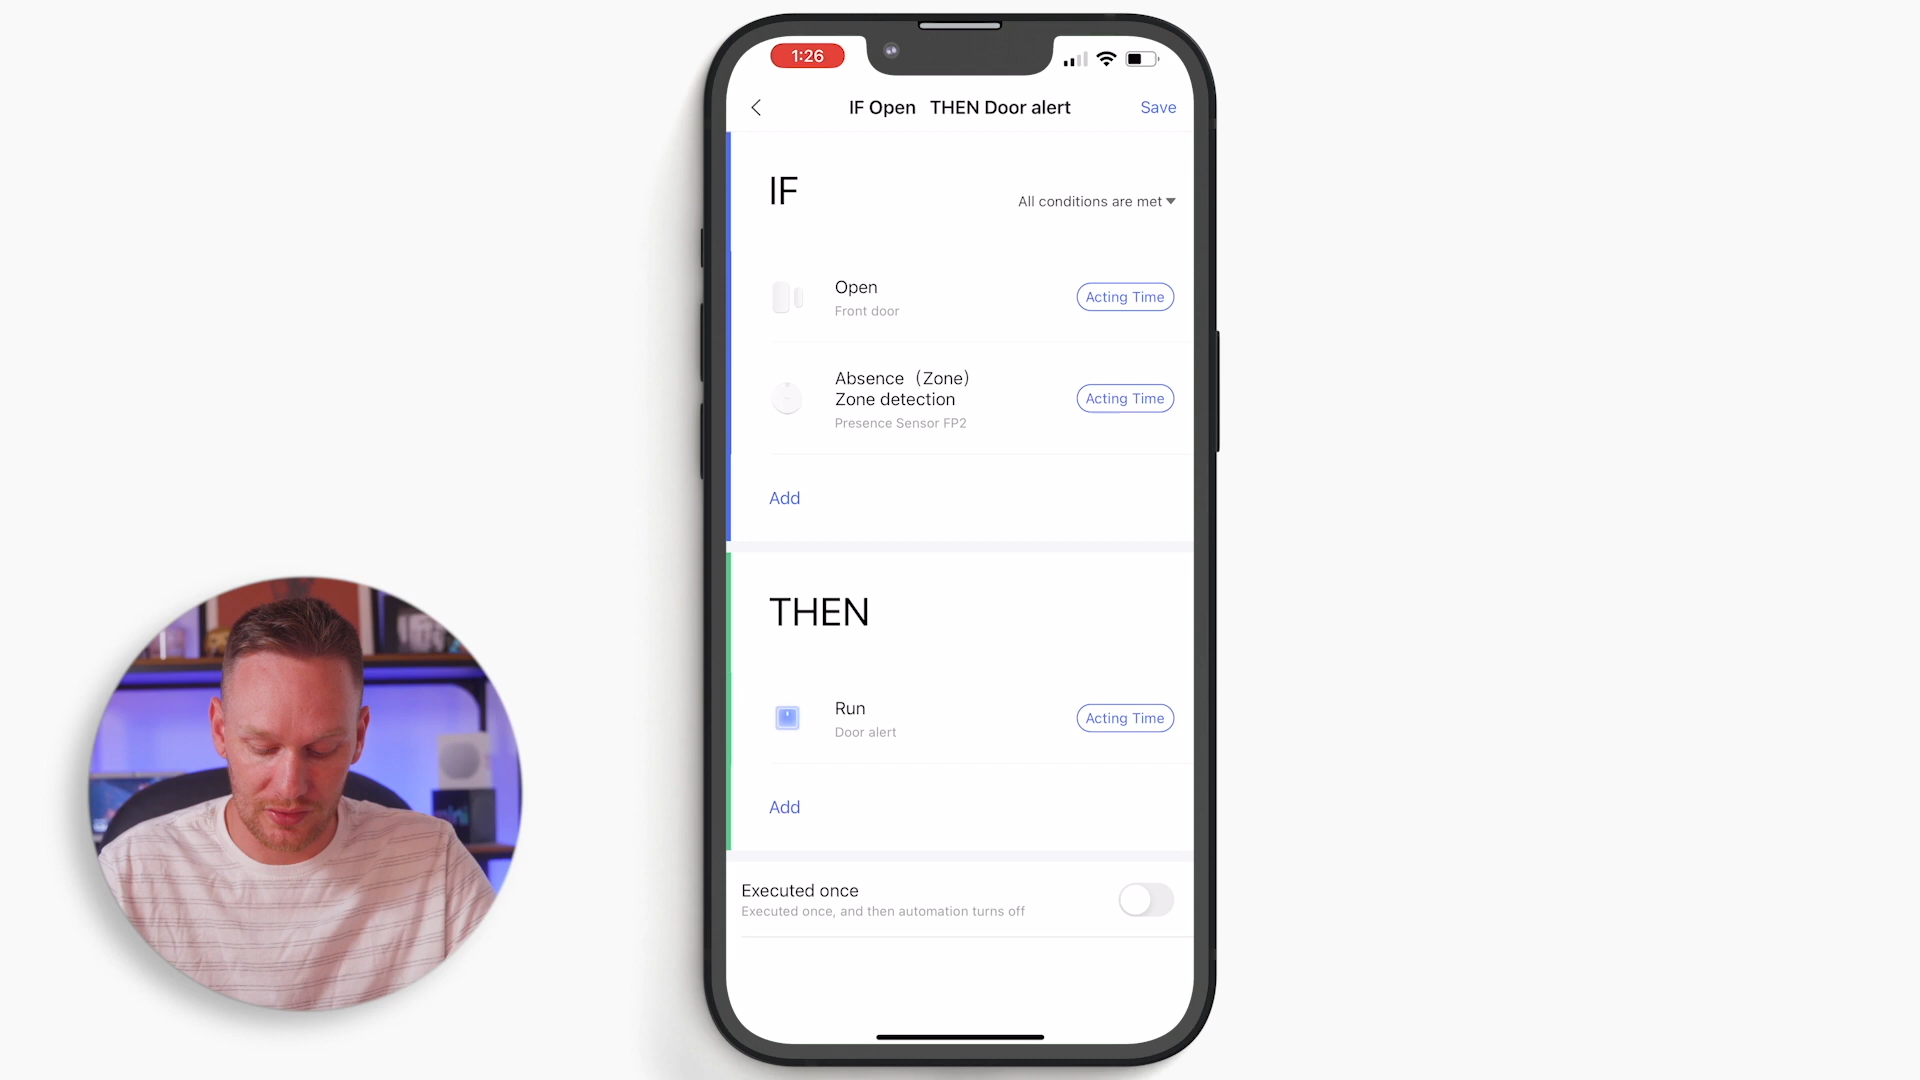 1:26
IF Open THEN Door alert
Save
IF
All conditions are met
Open
Front door
Acting Time
Absence（Zone）
Zone detection
Presence Sensor FP2
Acting Time
Add
THEN
Run
Door alert
Acting Time
Add
Executed once
Executed once, and then automation turns off